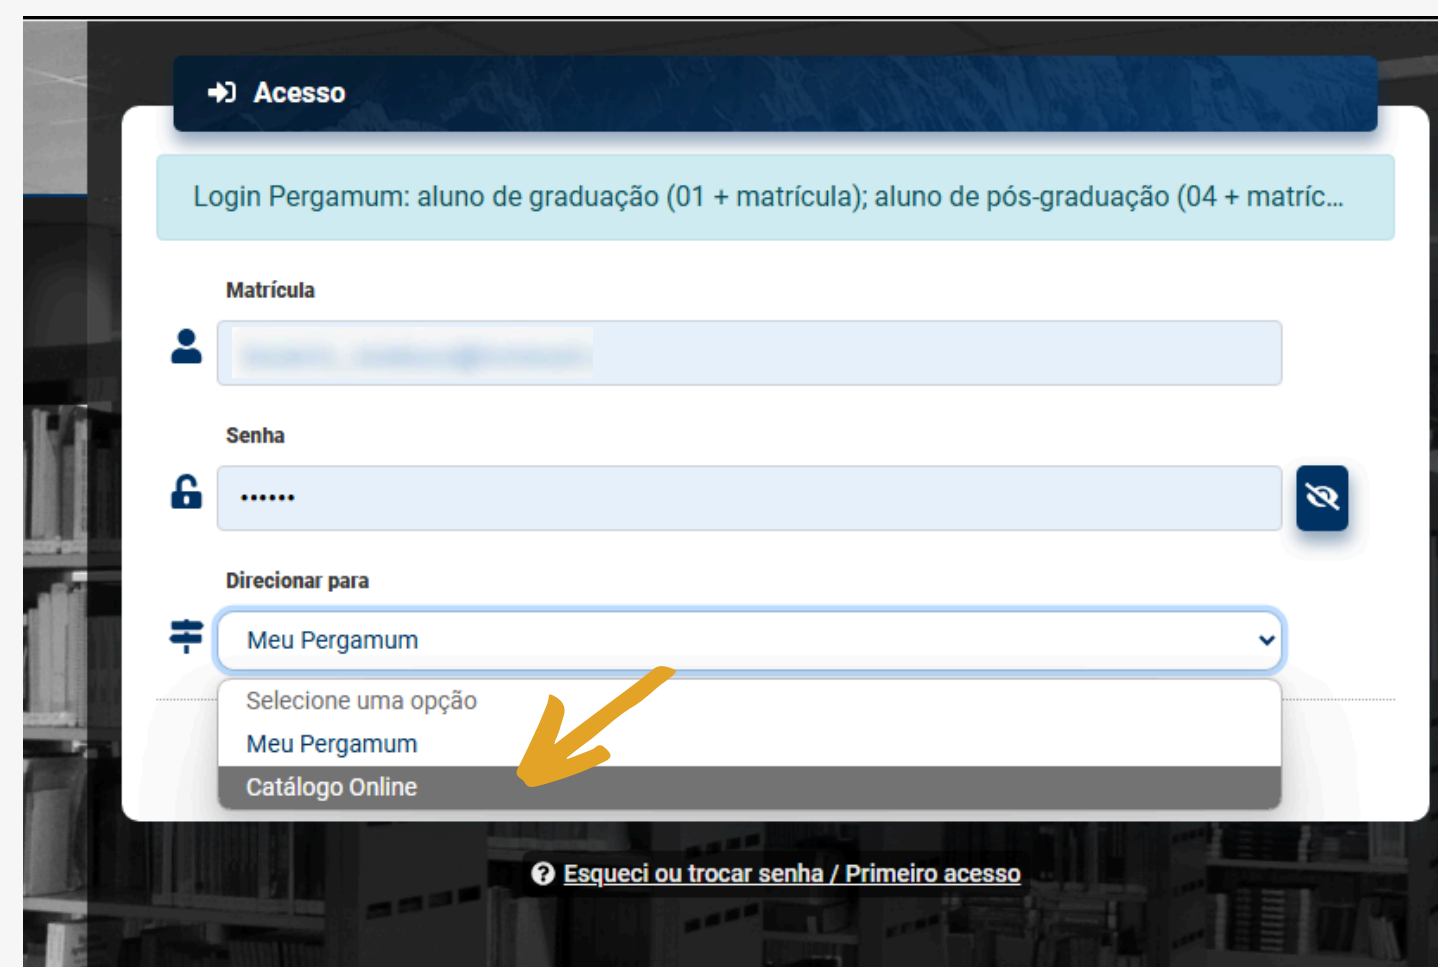 Acesso
Login Pergamum: aluno de graduação (01 + matrícula); aluno de pós-graduação (04 + matríc...
Matrícula
Senha
••••••
Direcionar para
Meu Pergamum
Selecione uma opção
Meu Pergamum
Catálogo Online
Esqueci ou trocar senha / Primeiro acesso